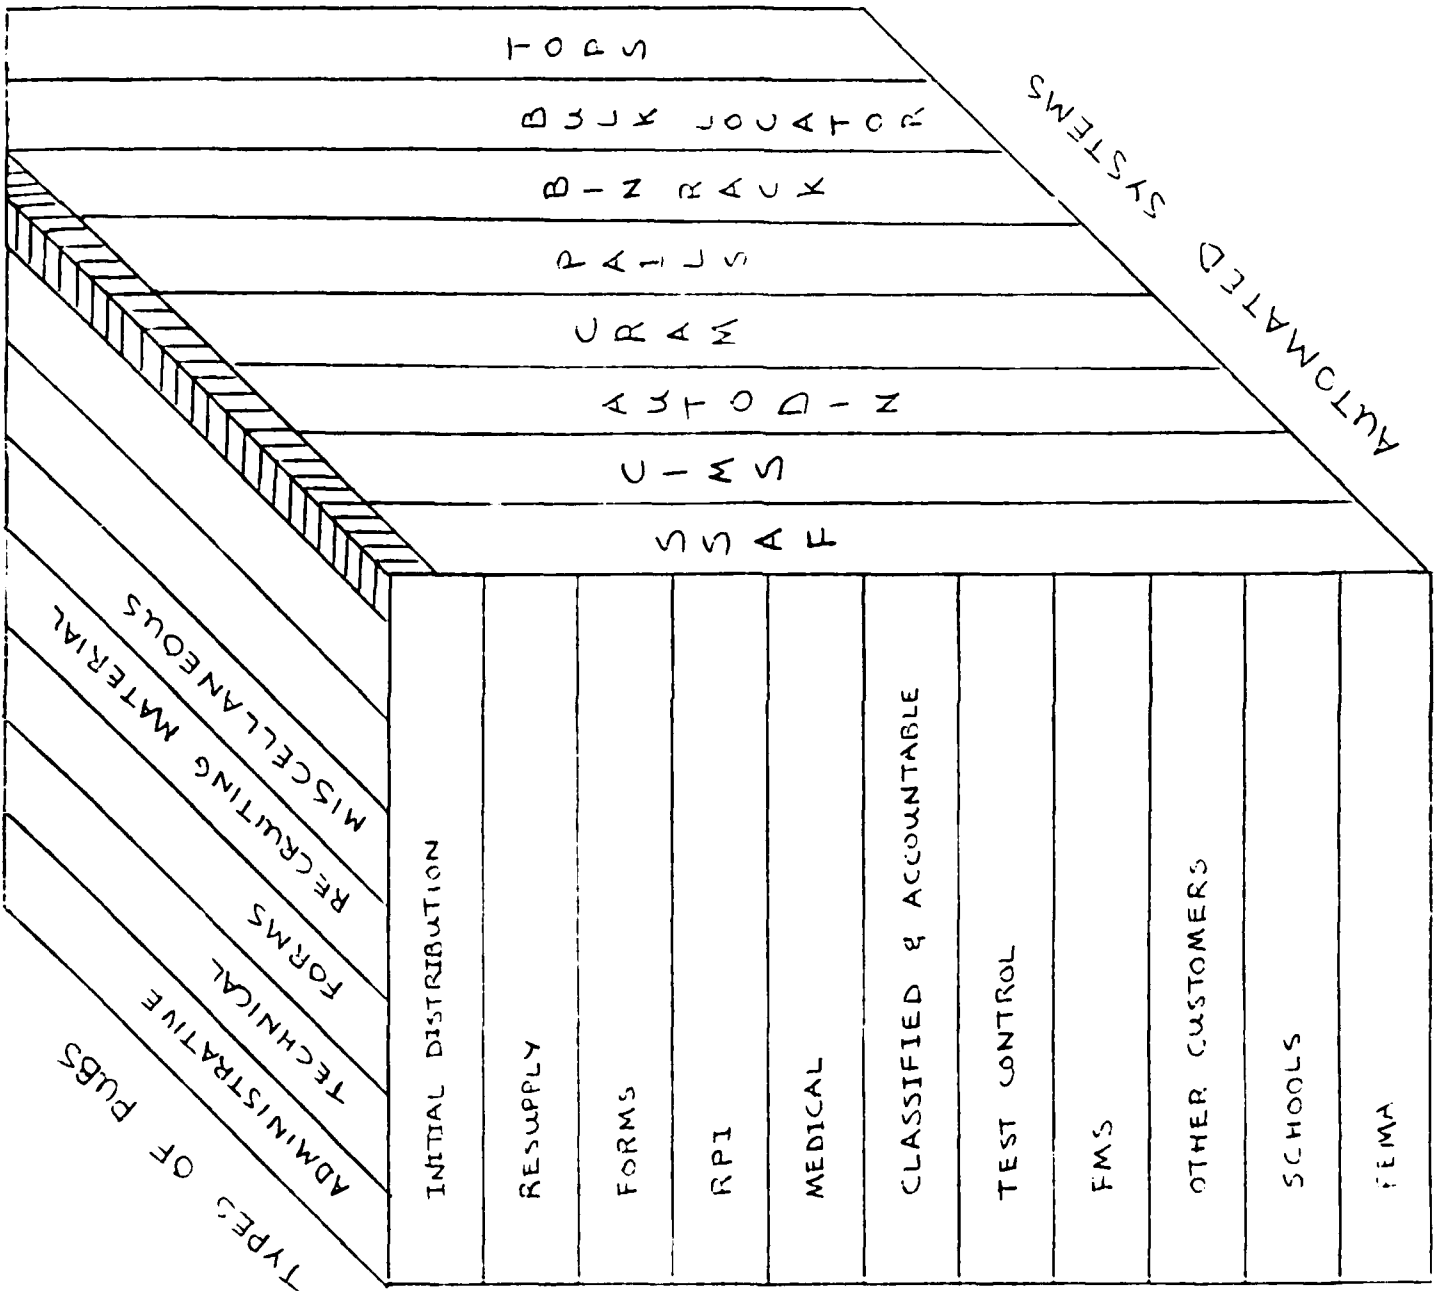 TOPS
BULK LOCATOR
BIN RACK
PAILS
CRAM
AUTODIN
CIMS
SSAF
AUTOMATED SYSTEMS
MISCELLANEOUS
RECRUITING MATERIAL
FORMS
TECHNICAL
ADMINISTRATIVE
TYPES OF PUBS
INITIAL DISTRIBUTION
RESUPPLY
FORMS
RPI
MEDICAL
CLASSIFIED & ACCOUNTABLE
TEST CONTROL
FMS
OTHER CUSTOMERS
SCHOOLS
FEMA